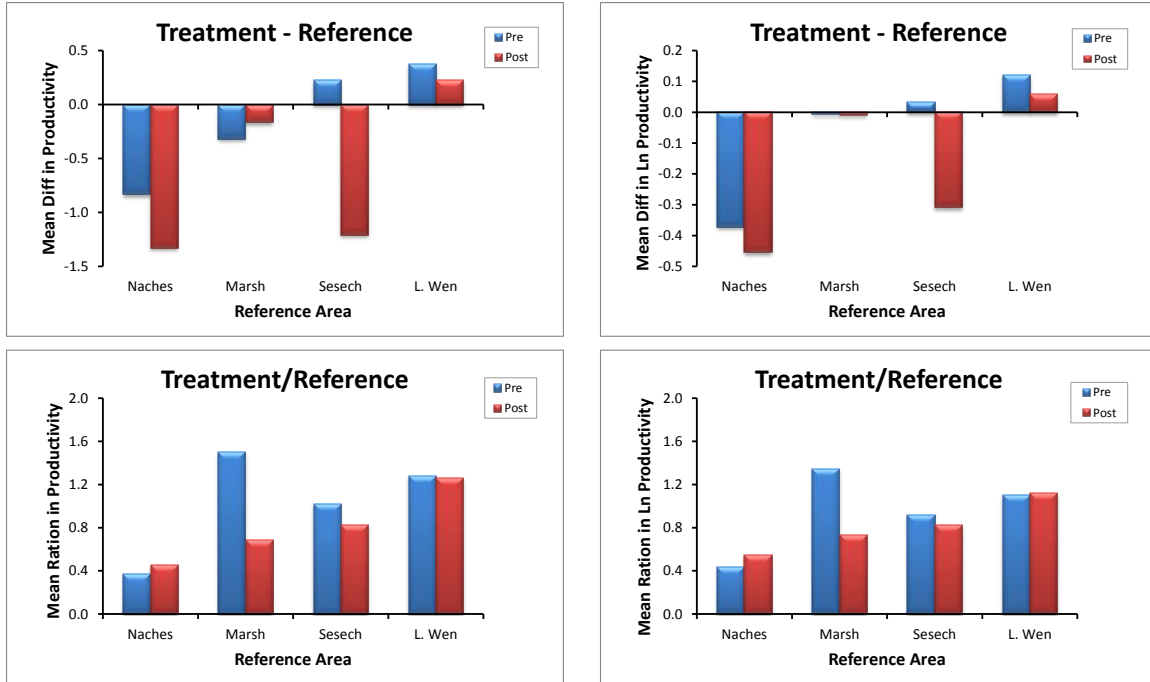 Treatment - Reference
Pre
Post
Mean Diff in Productivity
0.5
0.0
-0.5
-1.0
-1.5
Naches Marsh Sesech L. Wen
Reference Area
Treatment - Reference
Pre
Post
Mean Diff in Ln Productivity
0.2
0.1
0.0
-0.1
-0.2
-0.3
-0.4
-0.5
Naches Marsh Sesech L. Wen
Reference Area
Treatment/Reference
Pre
Post
Mean Ration in Productivity
2.0
1.6
1.2
0.8
0.4
0.0
Naches Marsh Sesech L. Wen
Reference Area
Treatment/Reference
Pre
Post
Mean Ration in Ln Productivity
2.0
1.6
1.2
0.8
0.4
0.0
Naches Marsh Sesech L. Wen
Reference Area